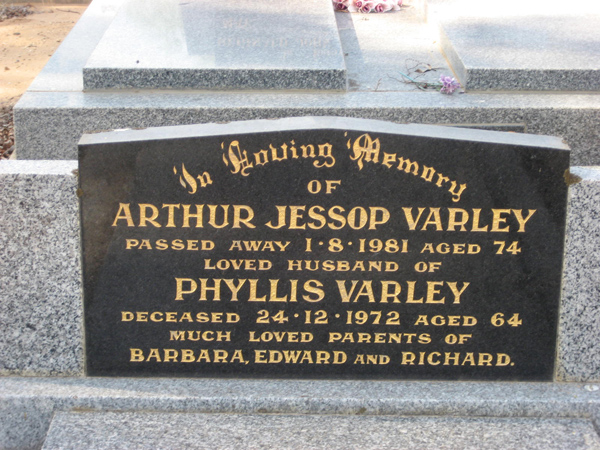 In Loving Memory
OF
ARTHUR JESSOP VARLEY
PASSED AWAY 1·8·1981 AGED 74
LOVED HUSBAND OF
PHYLLIS VARLEY
DECEASED 24·12·1972 AGED 64
MUCH LOVED PARENTS OF
BARBARA, EDWARD AND RICHARD.